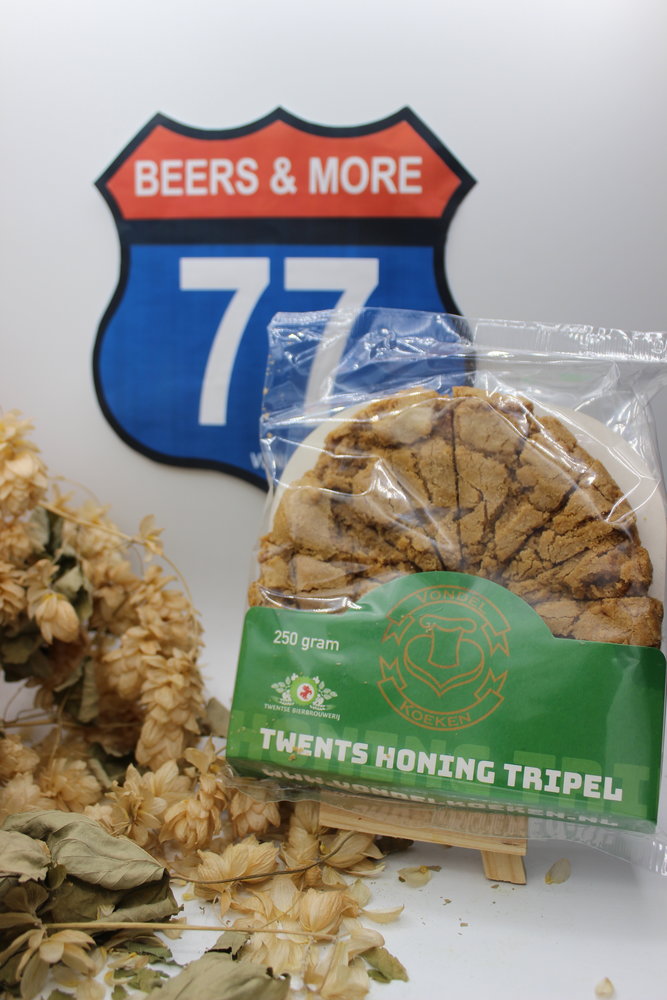 BEERS & MORE
77
250 gram
VONDEL
KOEKEN
TWENTSE BIERBROUWERIJ
TWENTS HONING TRIPEL